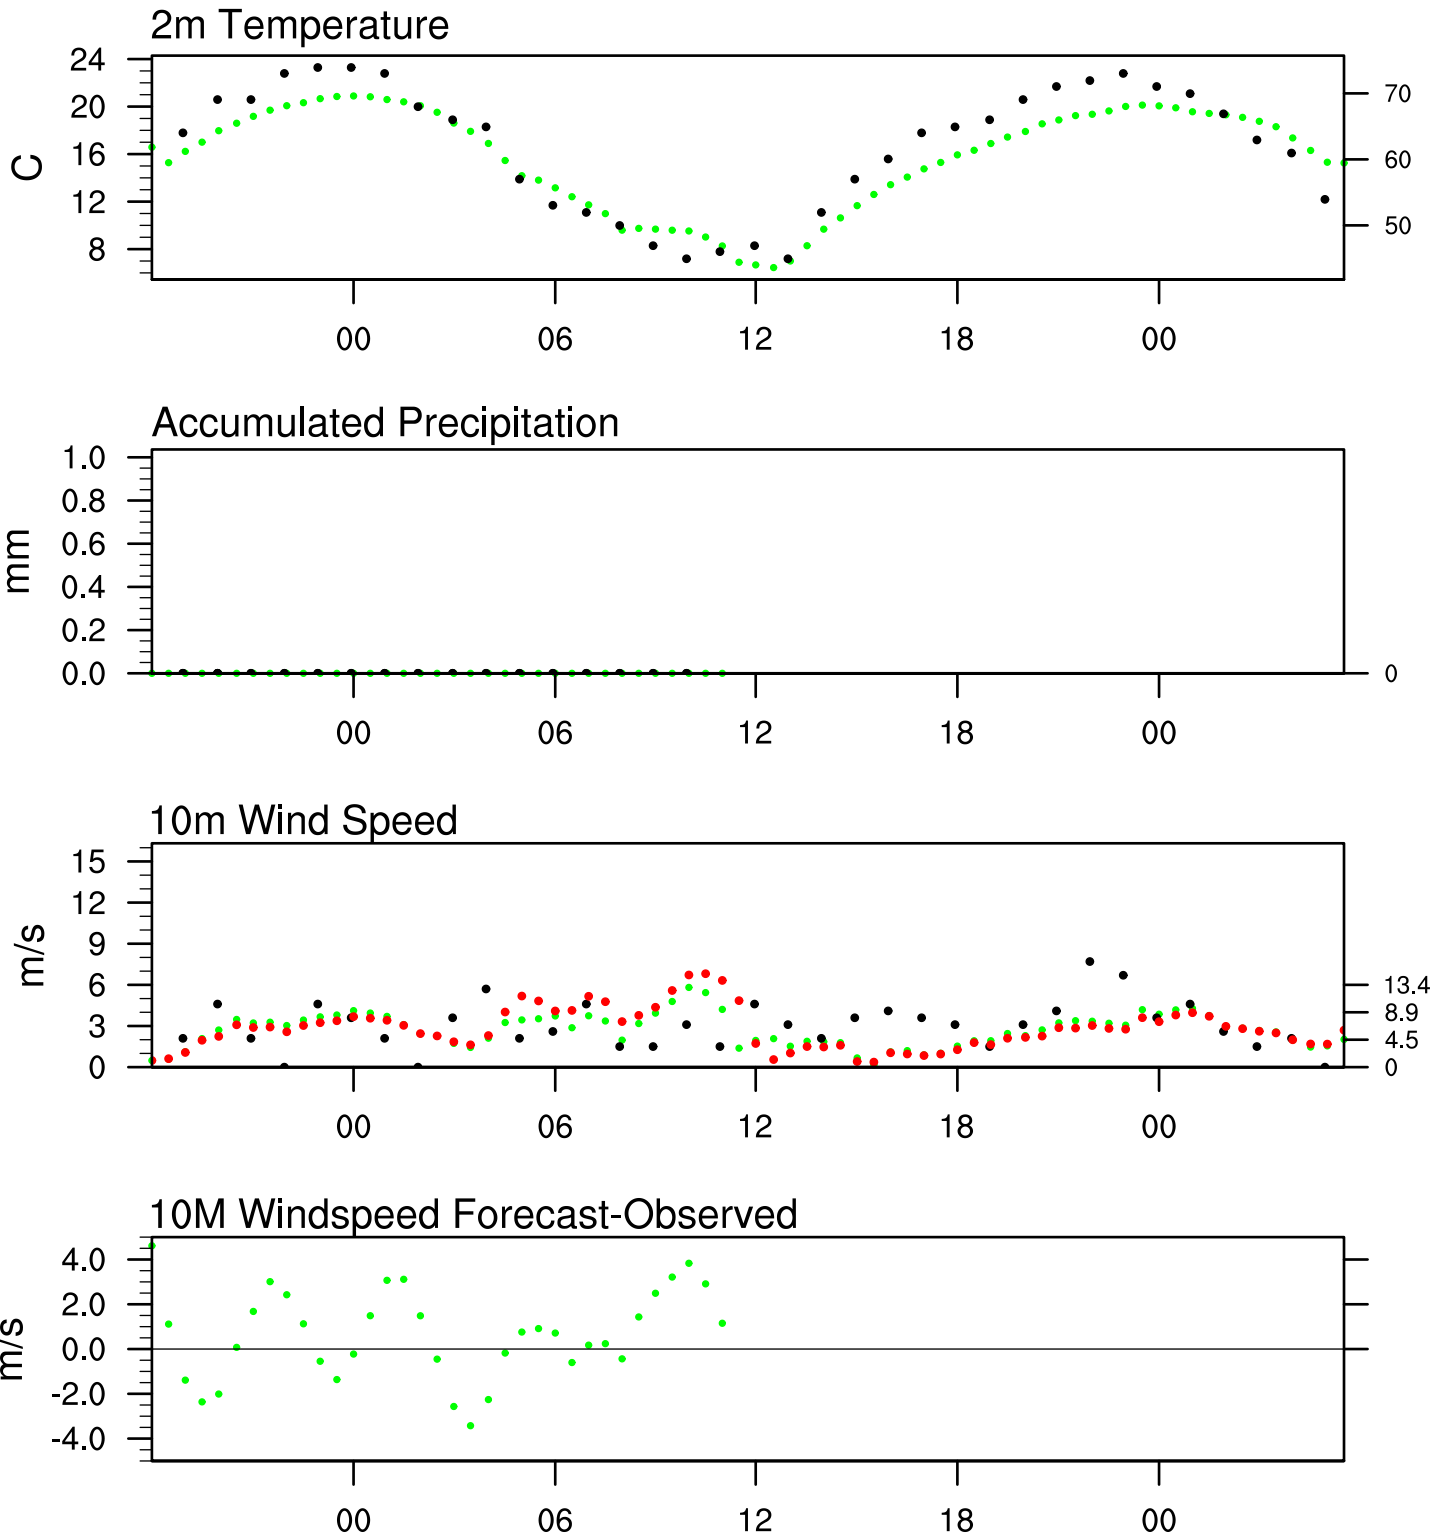 2m Temperature
24
20
16
12
8
C
70
60
50
00 06 12 18 00
Accumulated Precipitation
1.0
0.8
0.6
0.4
0.2
0.0
mm
0
00 06 12 18 00
10m Wind Speed
15
12
9
6
3
0
m/s
13.4
8.9
4.5
0
00 06 12 18 00
10M Windspeed Forecast-Observed
4.0
2.0
0.0
-2.0
-4.0
m/s
00 06 12 18 00